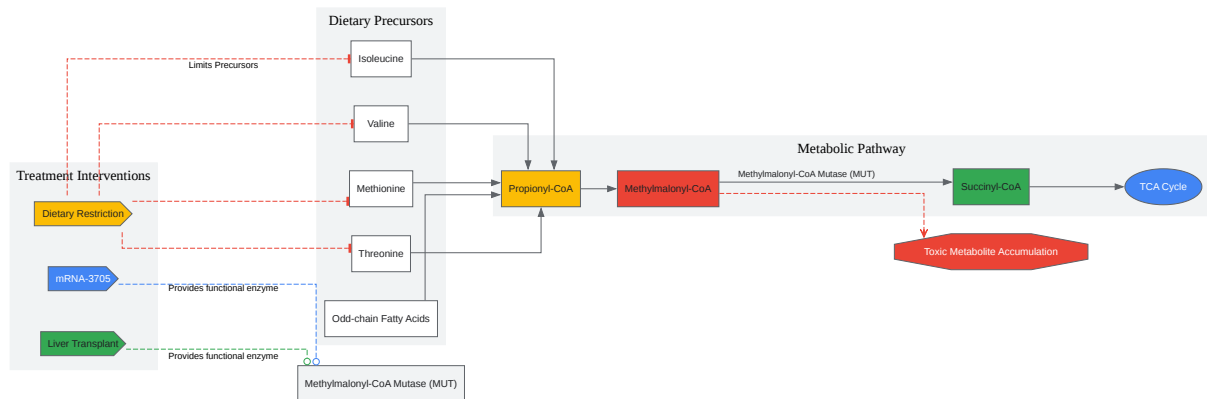 Dietary Precursors
Isoleucine
Limits Precursors
Valine
Metabolic Pathway
Treatment Interventions
Methionine
Propionyl-CoA
Methylmalonyl-CoA
Methylmalonyl-CoA Mutase (MUT)
Succinyl-CoA
TCA Cycle
Dietary Restriction
Threonine
Toxic Metabolite Accumulation
mRNA-3705
Provides functional enzyme
Odd-chain Fatty Acids
Liver Transplant
Provides functional enzyme
Methylmalonyl-CoA Mutase (MUT)